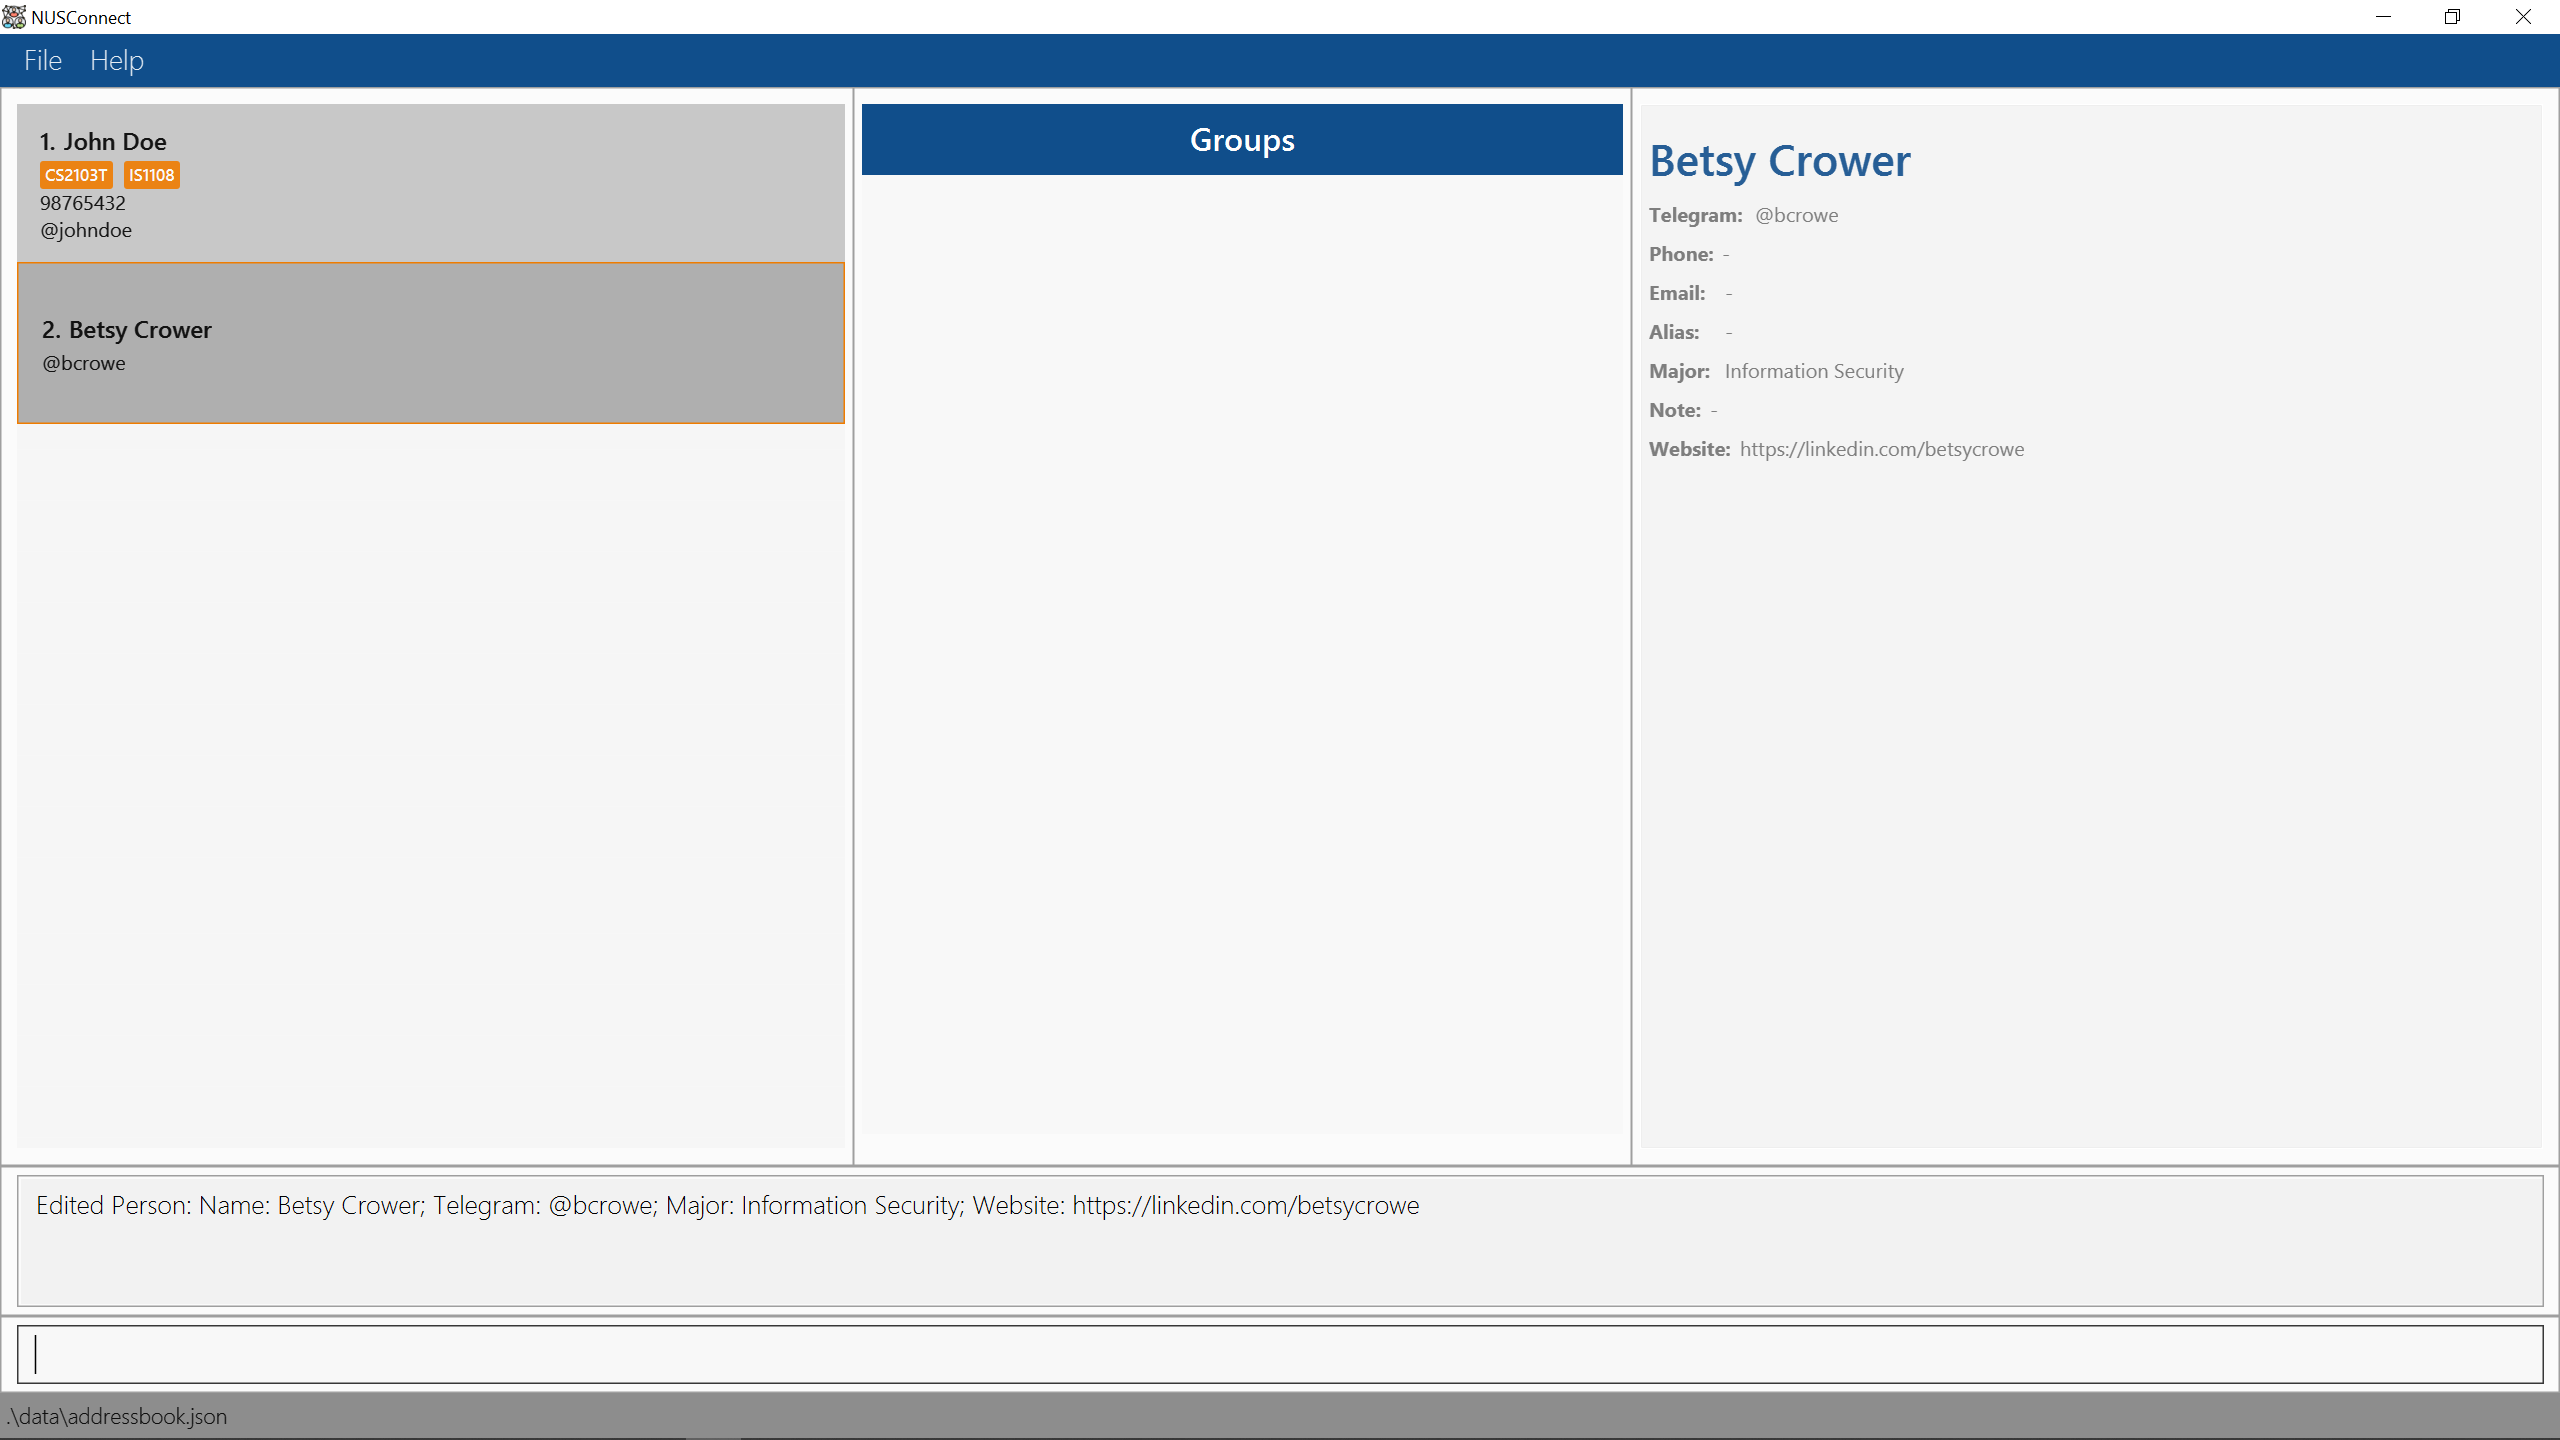 NUSConnect
File Help
1. John Doe
CS2103T IS1108
98765432
@johndoe
2. Betsy Crower
@bcrowe
Groups
Betsy Crower
Telegram: @bcrowe
Phone: -
Email: -
Alias: -
Major: Information Security
Note: -
Website: https://linkedin.com/betsycrowe
Edited Person: Name: Betsy Crower; Telegram: @bcrowe; Major: Information Security; Website: https://linkedin.com/betsycrowe
.\data\addressbook.json